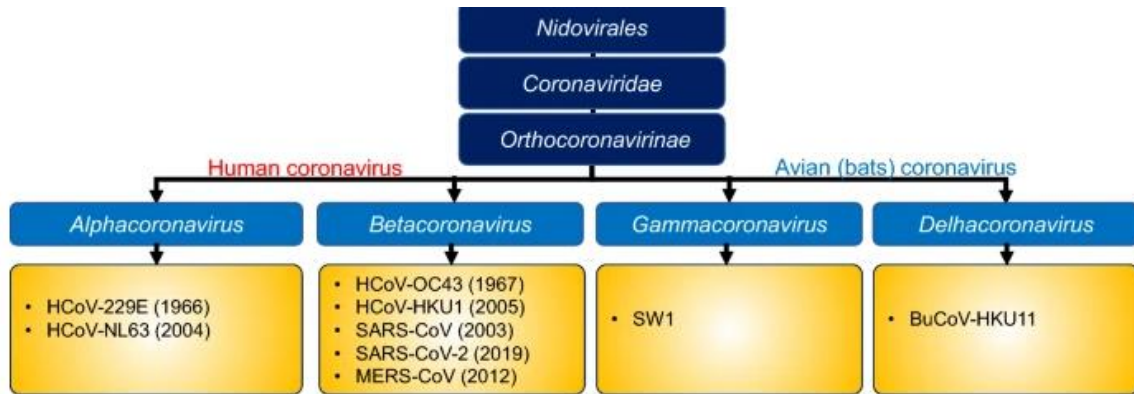 Nidovirales
Coronaviridae
Orthocoronavirinae
Human coronavirus
Avian (bats) coronavirus
Alphacoronavirus
Betacoronavirus
Gammacoronavirus
Delhacoronavirus
• HCoV-229E (1966)
• HCoV-NL63 (2004)
• HCoV-OC43 (1967)
• HCoV-HKU1 (2005)
• SARS-CoV (2003)
• SARS-CoV-2 (2019)
• MERS-CoV (2012)
• SW1
• BuCoV-HKU11